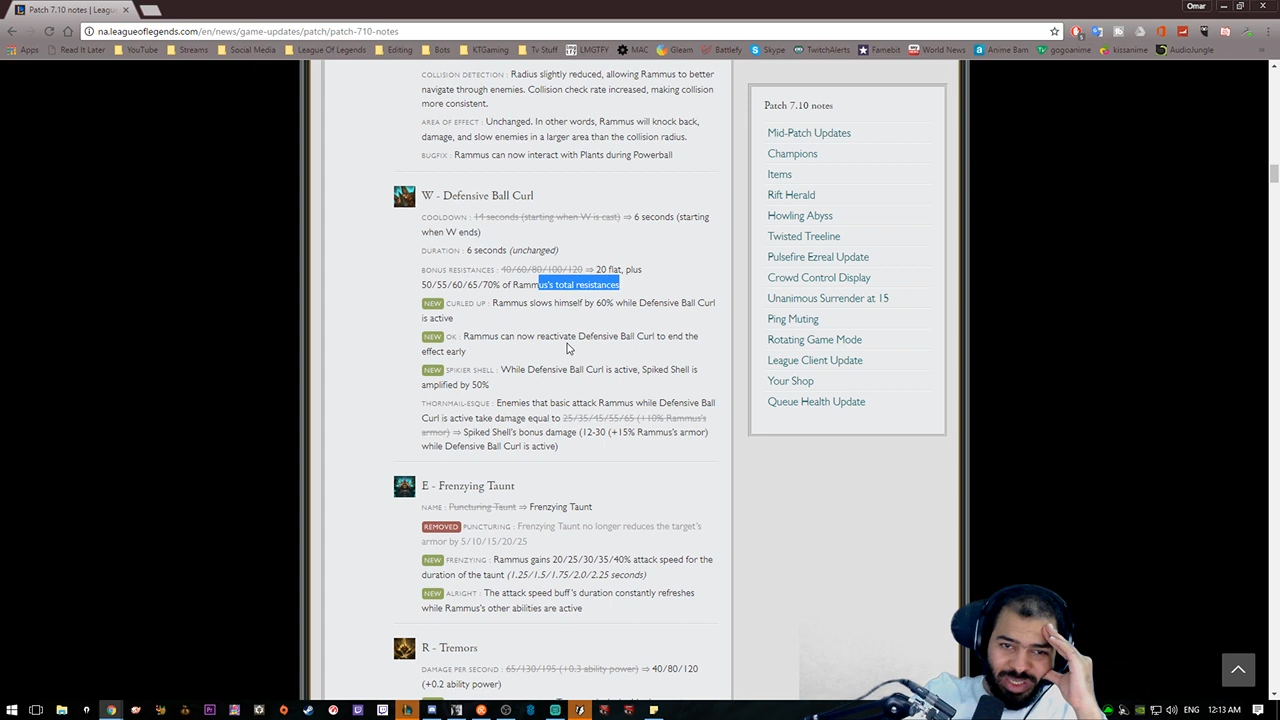 Patch 7.10 notes | Leagu
Omar
na.leagueoflegends.com/en/news/game-updates/patch/patch-710-notes
Apps Read It Later YouTube Streams Social Media League Of Legends Editing Bots KTGaming Tv Stuff LMGTFY MAC Gleam Battlefy Skype TwitchAlerts Famebit World News Anime Bam gogoanime kissanime AudioJungle
COLLISION DETECTION : Radius slightly reduced, allowing Rammus to better
navigate through enemies. Collision check rate increased, making collision
more consistent.
AREA OF EFFECT : Unchanged. In other words, Rammus will knock back,
damage, and slow enemies in a larger area than the collision radius.
BUGFIX : Rammus can now interact with Plants during Powerball
W - Defensive Ball Curl
COOLDOWN : 14 seconds (starting when W is cast) ⇒ 6 seconds (starting
when W ends)
DURATION : 6 seconds (unchanged)
BONUS RESISTANCES : 40/60/80/100/120 ⇒ 20 flat, plus
50/55/60/65/70% of Rammus's total resistances
NEW CURLED UP : Rammus slows himself by 60% while Defensive Ball Curl
is active
NEW OK : Rammus can now reactivate Defensive Ball Curl to end the
effect early
NEW SPIKIER SHELL : While Defensive Ball Curl is active, Spiked Shell is
amplified by 50%
THORNMAIL-ESQUE : Enemies that basic attack Rammus while Defensive Ball
Curl is active take damage equal to 25/35/45/55/65 (+10% Rammus's
armor) ⇒ Spiked Shell's bonus damage (12-30 (+15% Rammus's armor)
while Defensive Ball Curl is active)
E - Frenzying Taunt
NAME : Puncturing Taunt ⇒ Frenzying Taunt
REMOVED PUNCTURING : Frenzying Taunt no longer reduces the target's
armor by 5/10/15/20/25
NEW FRENZYING : Rammus gains 20/25/30/35/40% attack speed for the
duration of the taunt (1.25/1.5/1.75/2.0/2.25 seconds)
NEW ALRIGHT : The attack speed buff's duration constantly refreshes
while Rammus's other abilities are active
R - Tremors
DAMAGE PER SECOND : 65/130/195 (+0.3 ability power) ⇒ 40/80/120
(+0.2 ability power)
Patch 7.10 notes
Mid-Patch Updates
Champions
Items
Rift Herald
Howling Abyss
Twisted Treeline
Pulsefire Ezreal Update
Crowd Control Display
Unanimous Surrender at 15
Ping Muting
Rotating Game Mode
League Client Update
Your Shop
Queue Health Update
ENG 12:13 AM